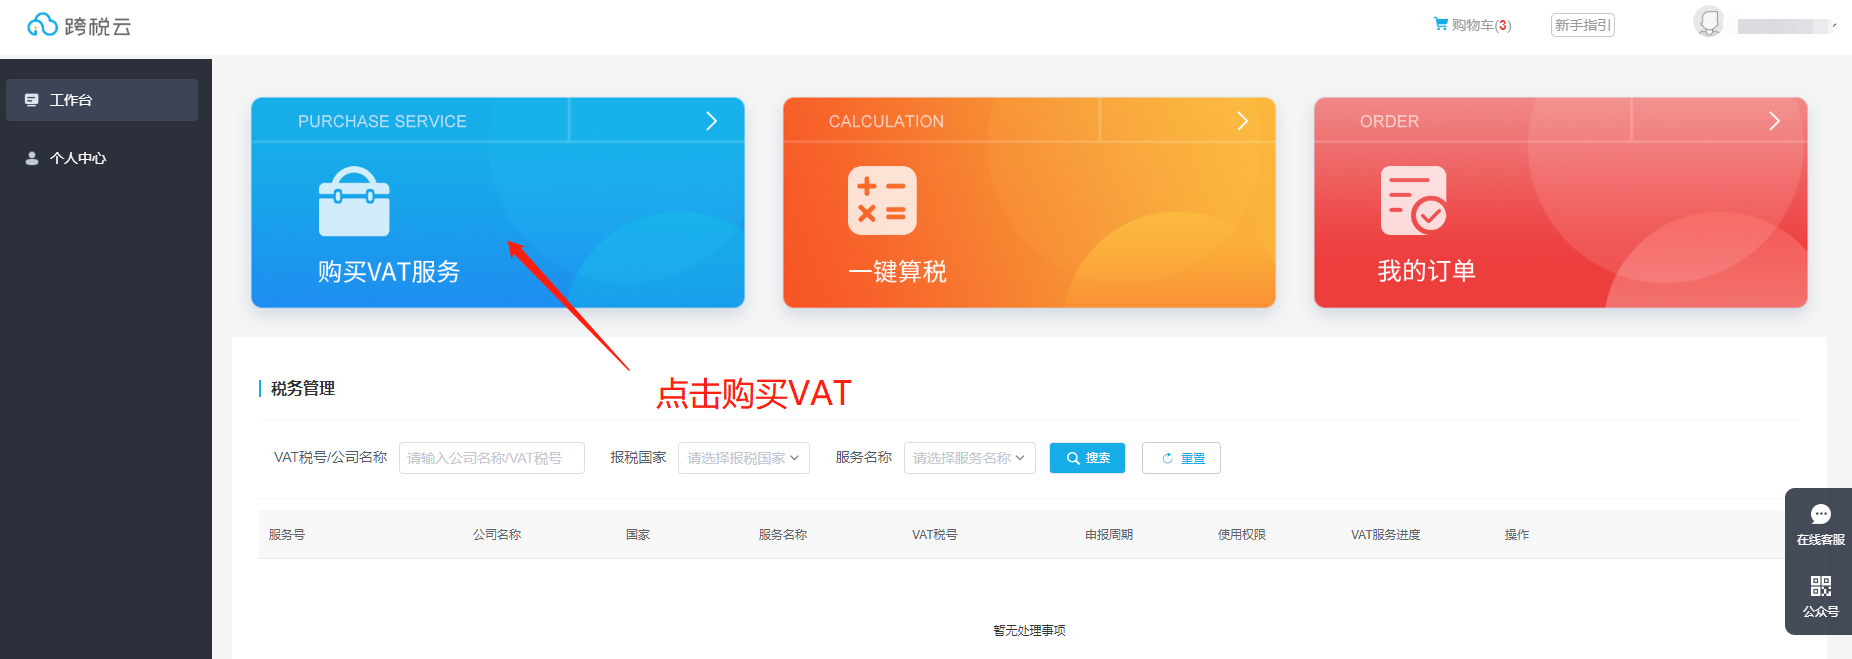 跨税云
购物车(3)
新手指引
工作台
个人中心
PURCHASE SERVICE
购买VAT服务
CALCULATION
一键算税
ORDER
我的订单
点击购买VAT
税务管理
VAT税号/公司名称 请输入公司名称/VAT税号 报税国家 请选择报税国家 服务名称 请选择服务名称 搜索 重置
服务号 公司名称 国家 服务名称 VAT税号 申报周期 使用权限 VAT服务进度 操作
暂无处理事项
在线客服
公众号